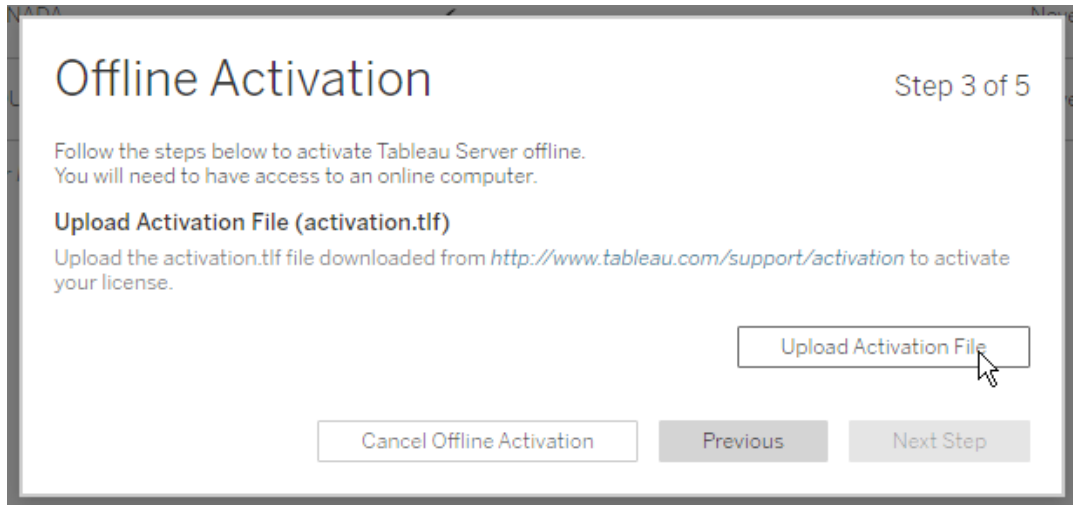 NADA
Offline Activation
Step 3 of 5
Follow the steps below to activate Tableau Server offline.
You will need to have access to an online computer.
Upload Activation File (activation.tlf)
Upload the activation.tlf file downloaded from http://www.tableau.com/support/activation to activate
your license.
Upload Activation File
Cancel Offline Activation
Previous
Next Step